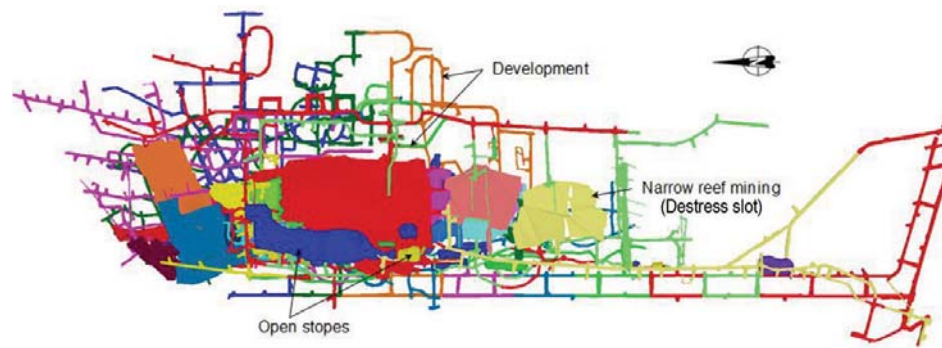 Development
Narrow reef mining
(Destress slot)
Open stopes